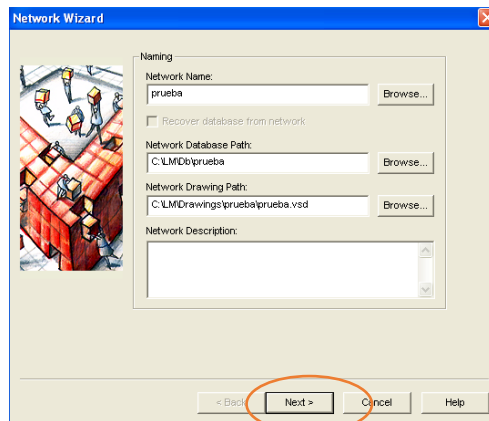 Network Wizard
Naming
Network Name:
prueba
Browse...
Recover database from network
Network Database Path:
C:\LM\Db\prueba
Browse...
Network Drawing Path:
C:\LM\Drawings\prueba\prueba.vsd
Browse...
Network Description:
< Back Next > Cancel Help